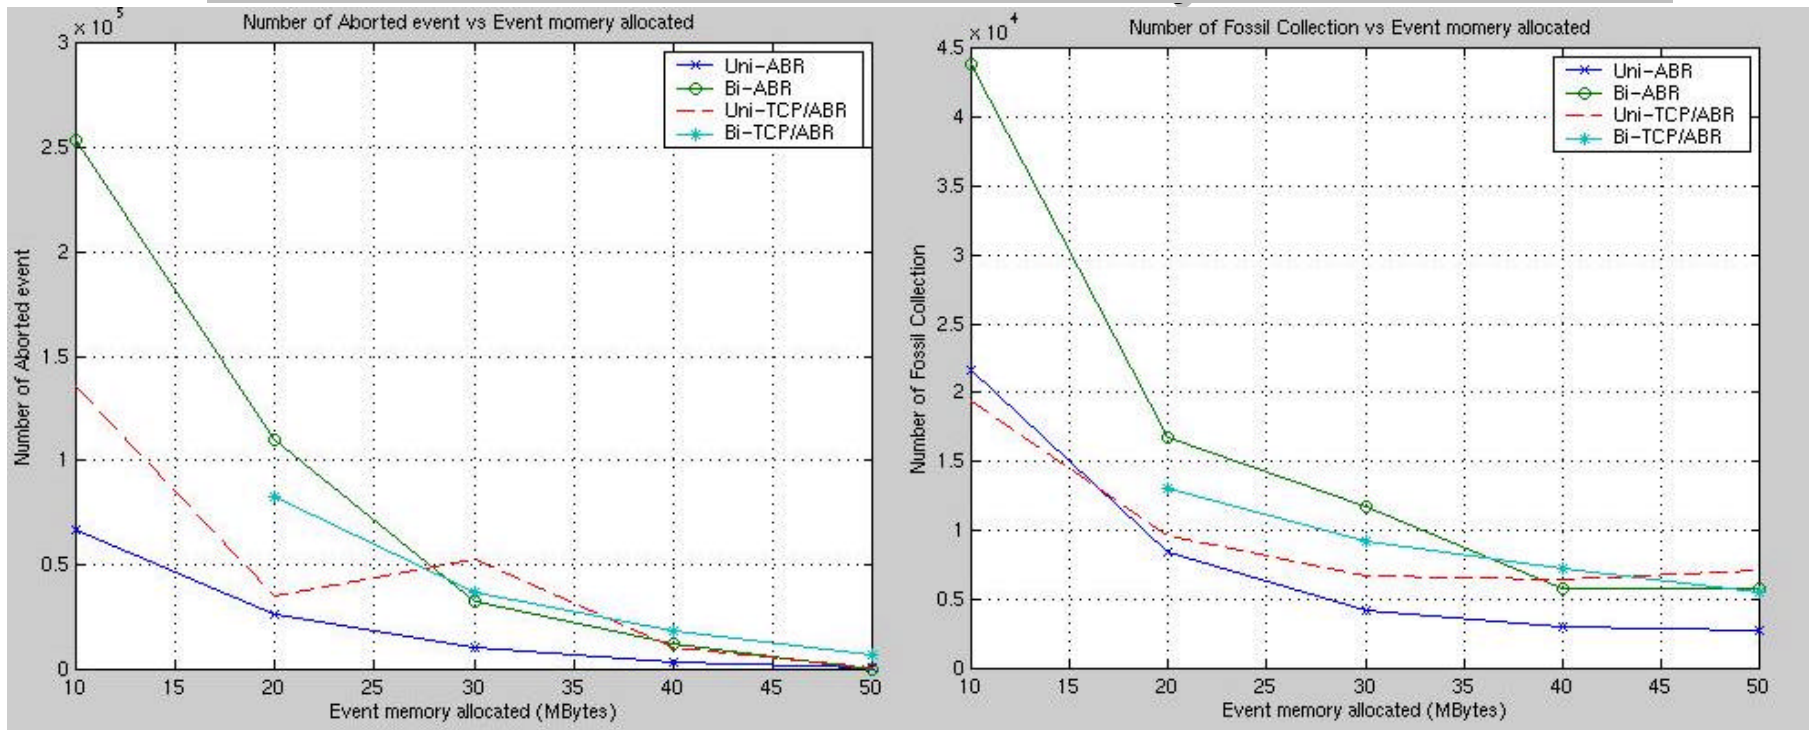 Number of Aborted event vs Event momery allocated
× 10^5
3
2.5
2
1.5
1
0.5
0
Number of Aborted event
10 15 20 25 30 35 40 45 50
Event memory allocated (MBytes)
Uni-ABR
Bi-ABR
Uni-TCP/ABR
Bi-TCP/ABR
Number of Fossil Collection vs Event momery allocated
× 10^4
4.5
4
3.5
3
2.5
2
1.5
1
0.5
0
Number of Fossil Collection
10 15 20 25 30 35 40 45 50
Event memory allocated (MBytes)
Uni-ABR
Bi-ABR
Uni-TCP/ABR
Bi-TCP/ABR